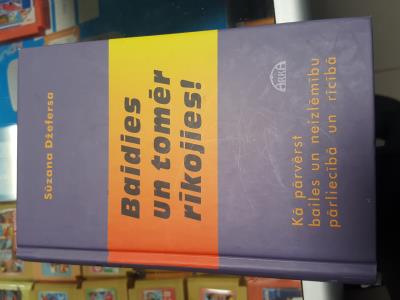 Sūzana Džefersa
Baidies
un tomēr
rīkojies!
ARKA
Kā pārvērst
bailes un neizlēmību
pārliecībā un rīcībā